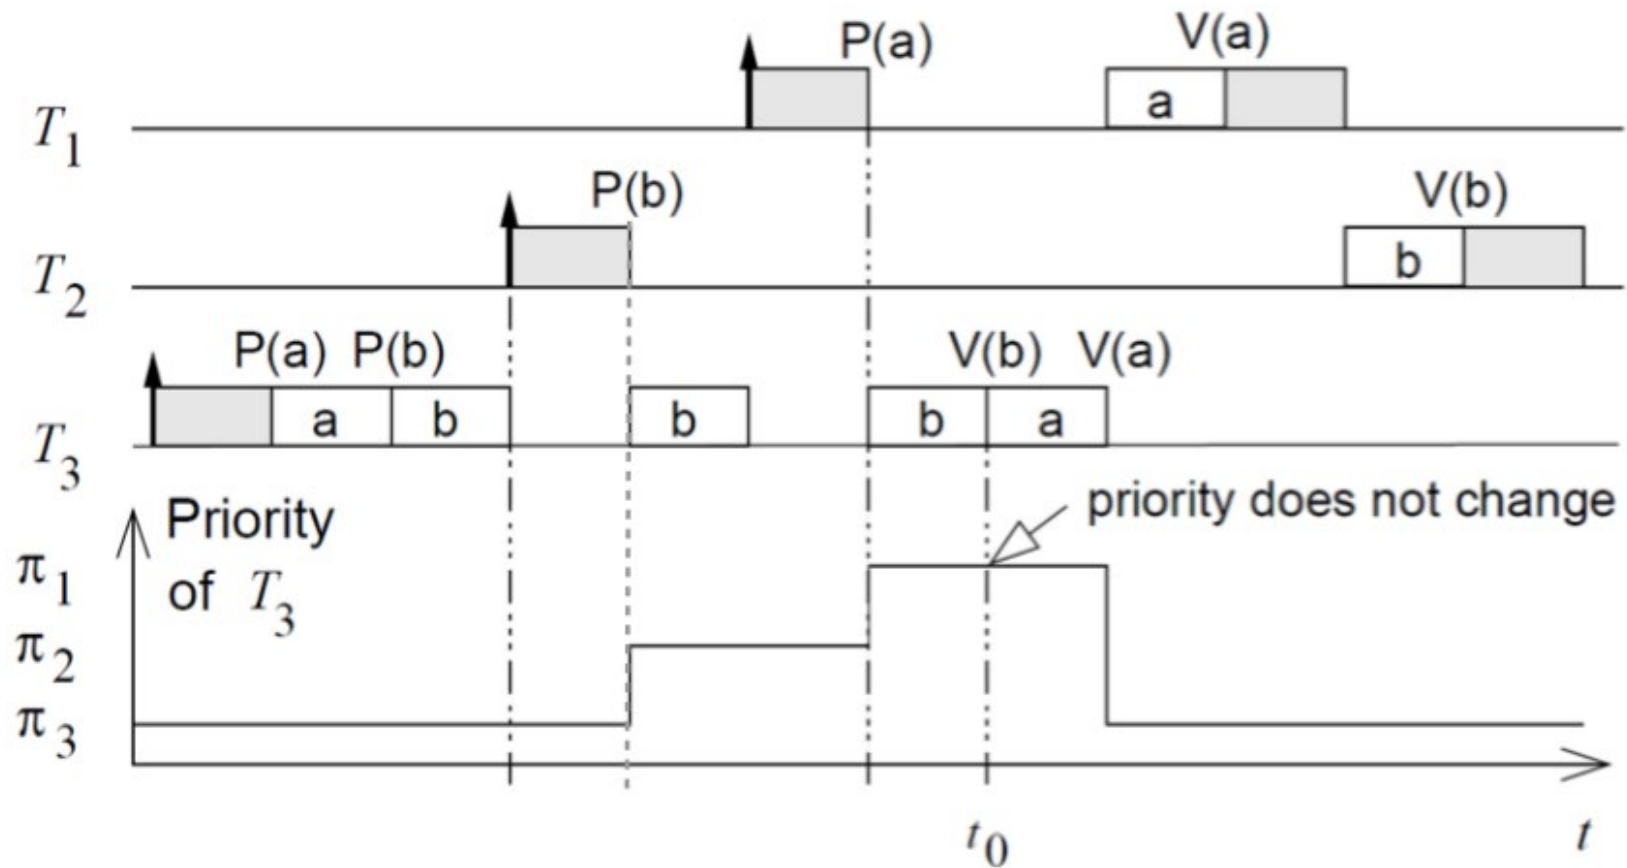 P(a) V(a)
T1 a
P(b) V(b)
T2 b
P(a) P(b) V(b) V(a)
T3 a b b b a
priority does not change
Priority
of T3
π1
π2
π3
t0 t